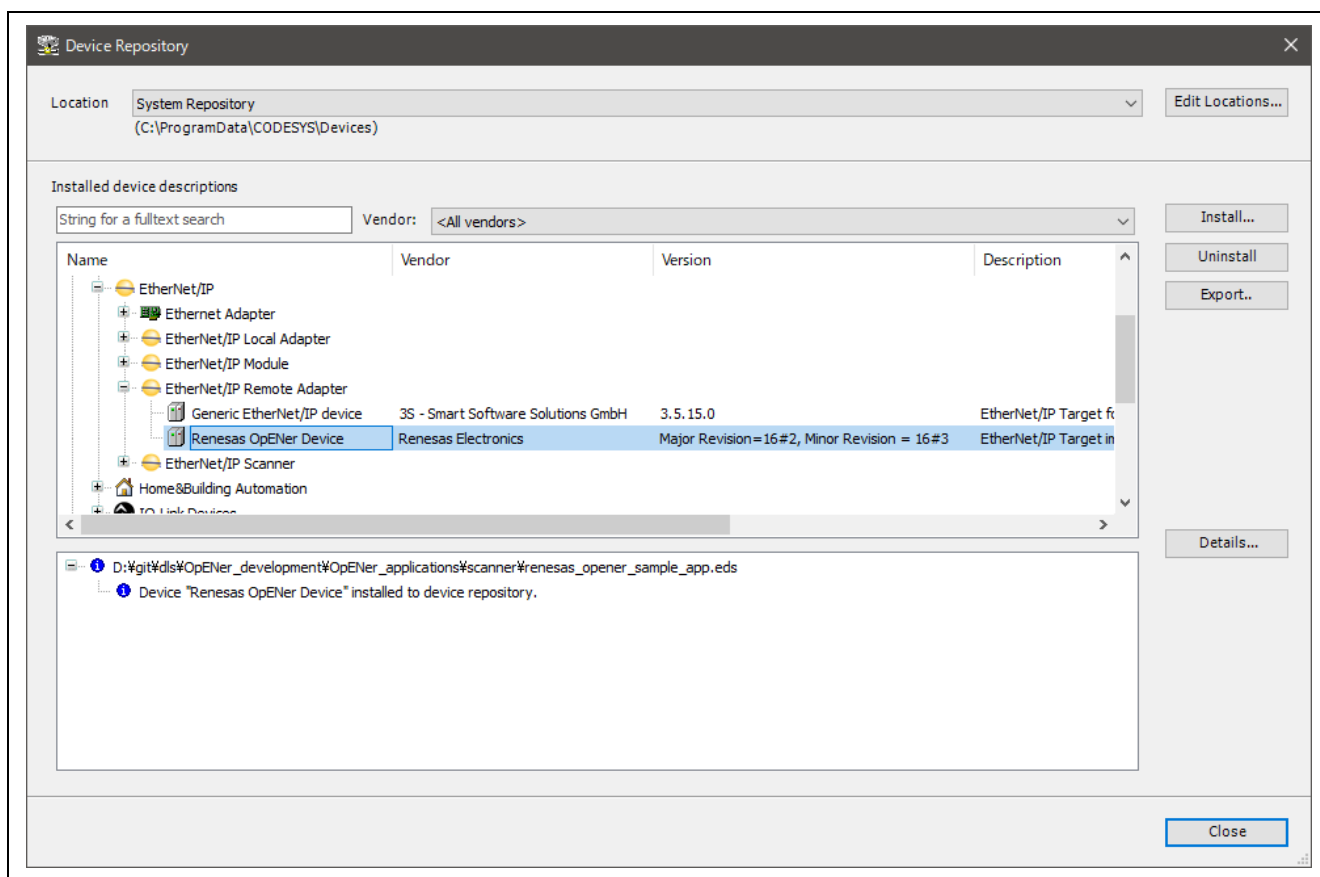 Device Repository
Location System Repository Edit Locations...
(C:\ProgramData\CODESYS\Devices)
Installed device descriptions
String for a fulltext search Vendor: <All vendors> Install...
Name Vendor Version Description Uninstall
EtherNet/IP Export..
Ethernet Adapter
EtherNet/IP Local Adapter
EtherNet/IP Module
EtherNet/IP Remote Adapter
Generic EtherNet/IP device 3S - Smart Software Solutions GmbH 3.5.15.0 EtherNet/IP Target fo
Renesas OpENer Device Renesas Electronics Major Revision=16#2, Minor Revision = 16#3 EtherNet/IP Target in
EtherNet/IP Scanner
Home&Building Automation
IO-Link Devices
Details...
D:¥git¥dls¥OpENer_development¥OpENer_applications¥scanner¥renesas_opener_sample_app.eds
Device "Renesas OpENer Device" installed to device repository.
Close